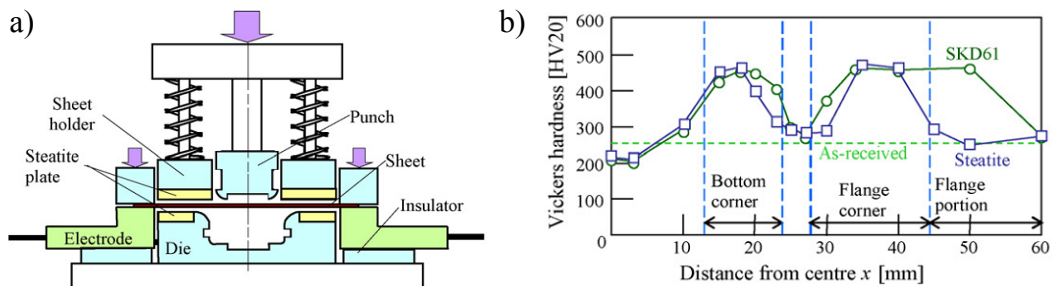 a)
Sheet
holder
Steatite
plate
Punch
Sheet
Insulator
Electrode
Die
b)
Vickers hardness [HV20]
600
500
400
300
200
100
0
SKD61
As-received
Steatite
Bottom
corner
Flange
corner
Flange
portion
0
10
20
30
40
50
60
Distance from centre x [mm]